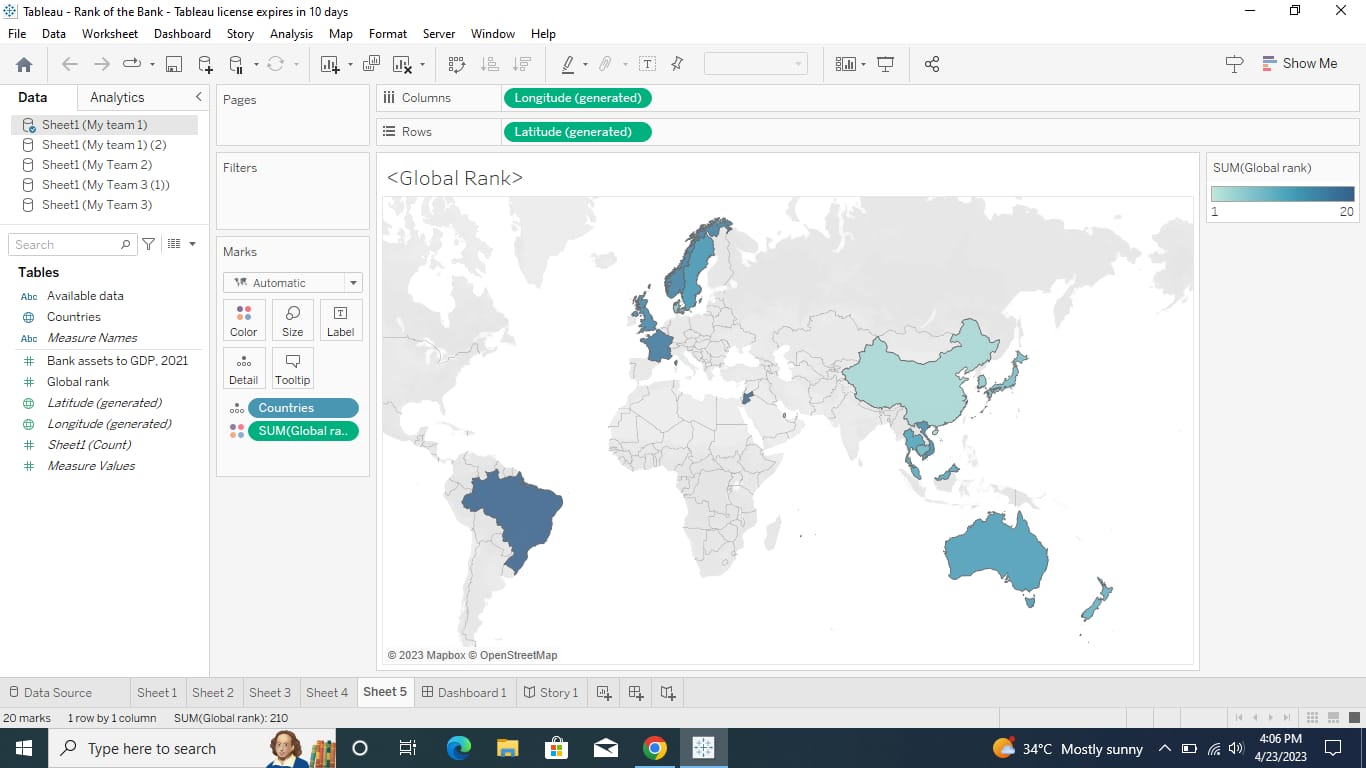 Tableau - Rank of the Bank - Tableau license expires in 10 days
File Data Worksheet Dashboard Story Analysis Map Format Server Window Help
Show Me
Data Analytics
Sheet1 (My team 1)
Sheet1 (My team 1) (2)
Sheet1 (My Team 2)
Sheet1 (My Team 3 (1))
Sheet1 (My Team 3)
Search
Tables
Abc Available data
Countries
Abc Measure Names
Bank assets to GDP, 2021
Global rank
Latitude (generated)
Longitude (generated)
Sheet1 (Count)
Measure Values
Pages
Filters
Marks
Automatic
Color Size Label
Detail Tooltip
Countries
SUM(Global ra..
Columns Longitude (generated)
Rows Latitude (generated)
<Global Rank>
© 2023 Mapbox © OpenStreetMap
SUM(Global rank)
1 20
Data Source Sheet 1 Sheet 2 Sheet 3 Sheet 4 Sheet 5 Dashboard 1 Story 1
20 marks 1 row by 1 column SUM(Global rank): 210
Type here to search
34°C Mostly sunny
4:06 PM
4/23/2023